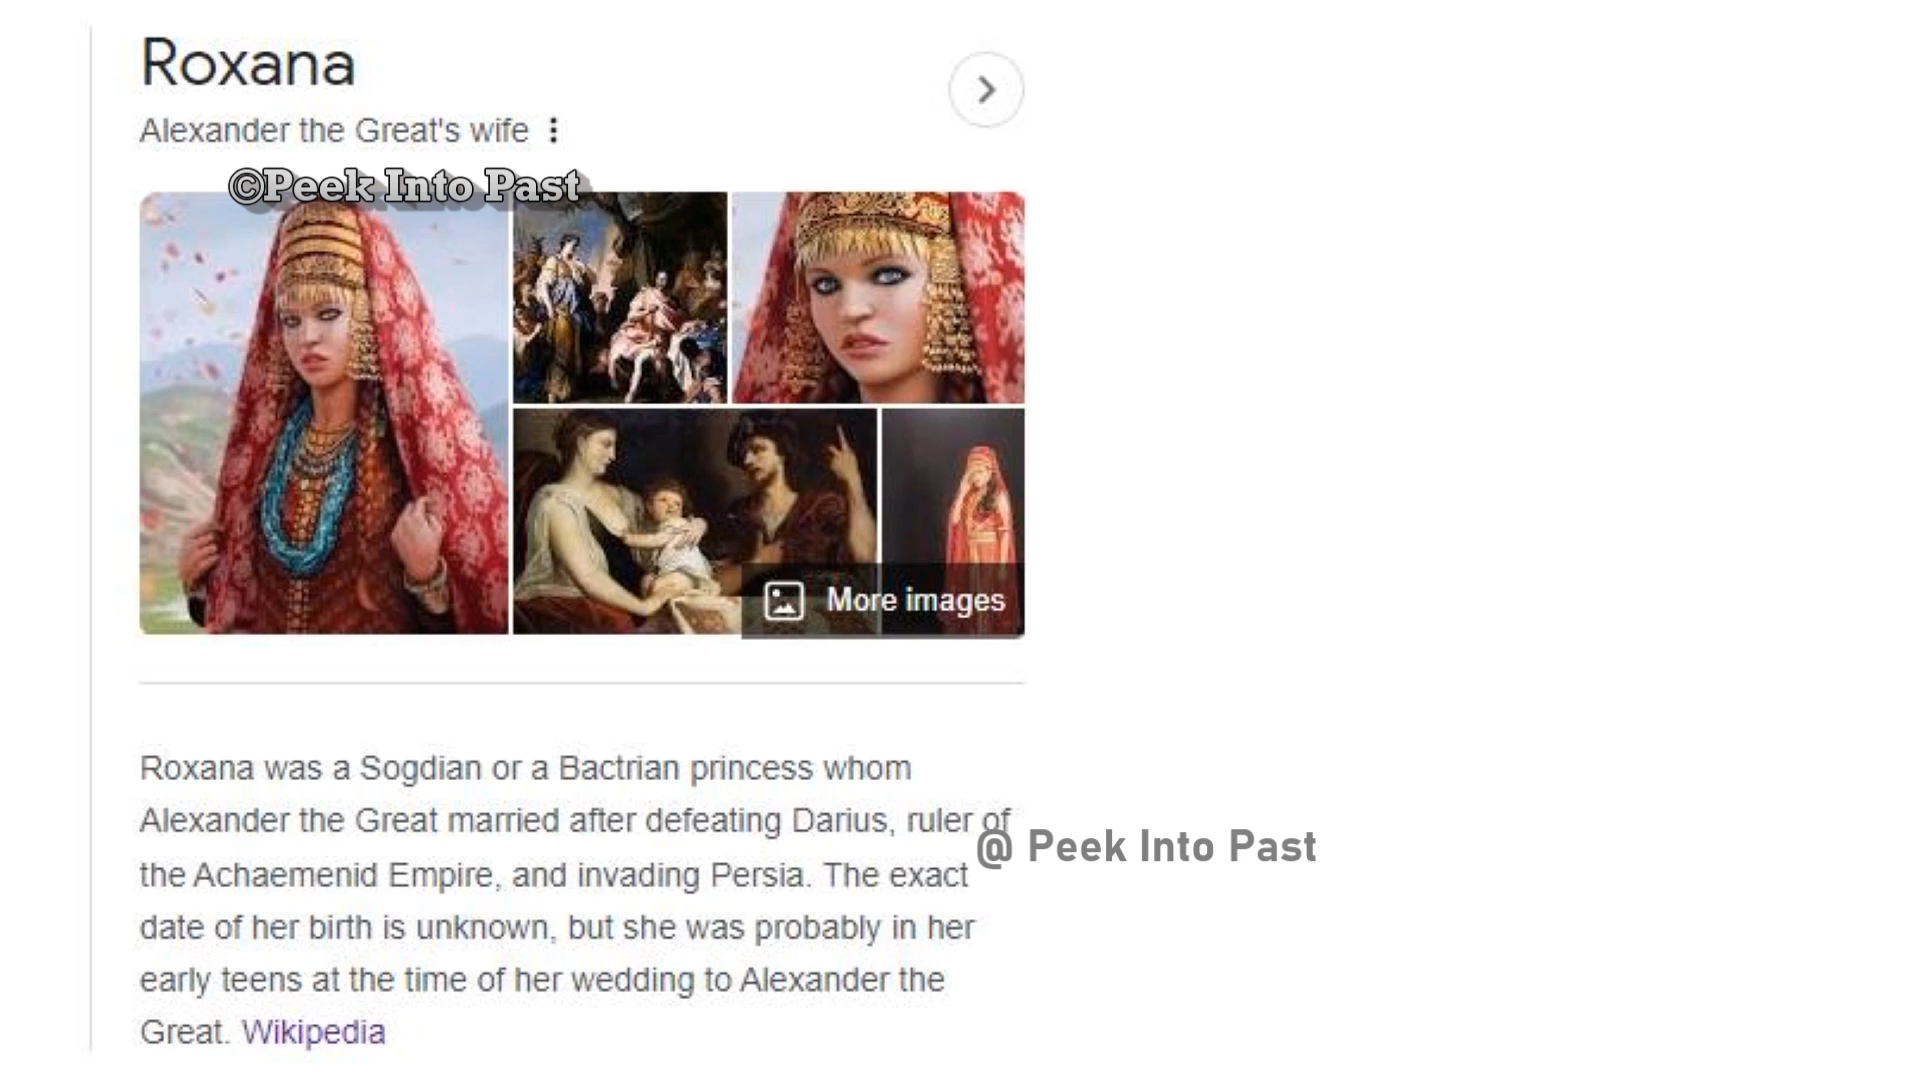 Roxana
Alexander the Great's wife
©Peek Into Past
More images
Roxana was a Sogdian or a Bactrian princess whom
Alexander the Great married after defeating Darius, ruler of
@ Peek Into Past
the Achaemenid Empire, and invading Persia. The exact
date of her birth is unknown, but she was probably in her
early teens at the time of her wedding to Alexander the
Great. Wikipedia